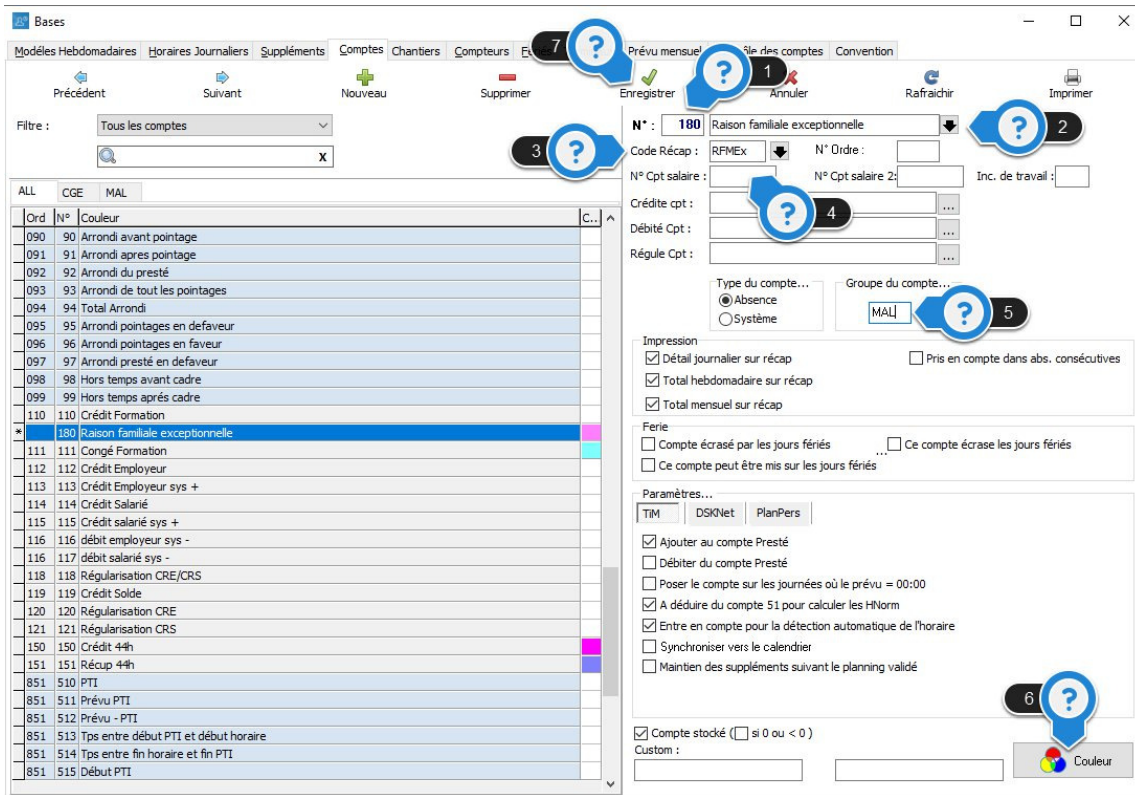 Bases
Modéles Hebdomadaires Horaires Journaliers Suppléments Comptes Chantiers Compteurs Prévu mensuel des comptes Convention
7 ?
Précédent Suivant Nouveau Supprimer Enregistrer Annuler Rafraichir Imprimer
? 1
Filtre : Tous les comptes
x
N° : 180 Raison familiale exceptionnelle
? 2
3 ?
Code Récap : RFMEx N° Ordre :
N° Cpt salaire : N° Cpt salaire 2: Inc. de travail :
Crédite cpt : ...
? 4
Débité Cpt : ...
Régule Cpt : ...
Type du compte... Groupe du compte...
Absence
Système
MAL
? 5
Impression
Détail journalier sur récap Pris en compte dans abs. consécutives
Total hebdomadaire sur récap
Total mensuel sur récap
Ferie
Compte écrasé par les jours fériés ... Ce compte écrase les jours fériés
Ce compte peut être mis sur les jours fériés
Paramètres...
TiM DSKNet PlanPers
Ajouter au compte Presté
Débiter du compte Presté
Poser le compte sur les journées où le prévu = 00:00
A déduire du compte 51 pour calculer les HNorm
Entre en compte pour la détection automatique de l'horaire
Synchroniser vers le calendrier
Maintien des suppléments suivant le planning validé
6 ?
Compte stocké ( si 0 ou < 0 )
Custom :
Couleur
ALL CGE MAL
Ord N° Couleur C..
090 90 Arrondi avant pointage
091 91 Arrondi apres pointage
092 92 Arrondi du presté
093 93 Arrondi de tout les pointages
094 94 Total Arrondi
095 95 Arrondi pointages en defaveur
096 96 Arrondi pointages en faveur
097 97 Arrondi presté en defaveur
098 98 Hors temps avant cadre
099 99 Hors temps aprés cadre
110 110 Crédit Formation
* 180 Raison familiale exceptionnelle
111 111 Congé Formation
112 112 Crédit Employeur
113 113 Crédit Employeur sys +
114 114 Crédit Salarié
115 115 Crédit salarié sys +
116 116 débit employeur sys -
116 117 débit salarié sys -
118 118 Régularisation CRE/CRS
119 119 Crédit Solde
120 120 Régularisation CRE
121 121 Régularisation CRS
150 150 Crédit 44h
151 151 Récup 44h
851 510 PTI
851 511 Prévu PTI
851 512 Prévu - PTI
851 513 Tps entre début PTI et début horaire
851 514 Tps entre fin horaire et fin PTI
851 515 Début PTI